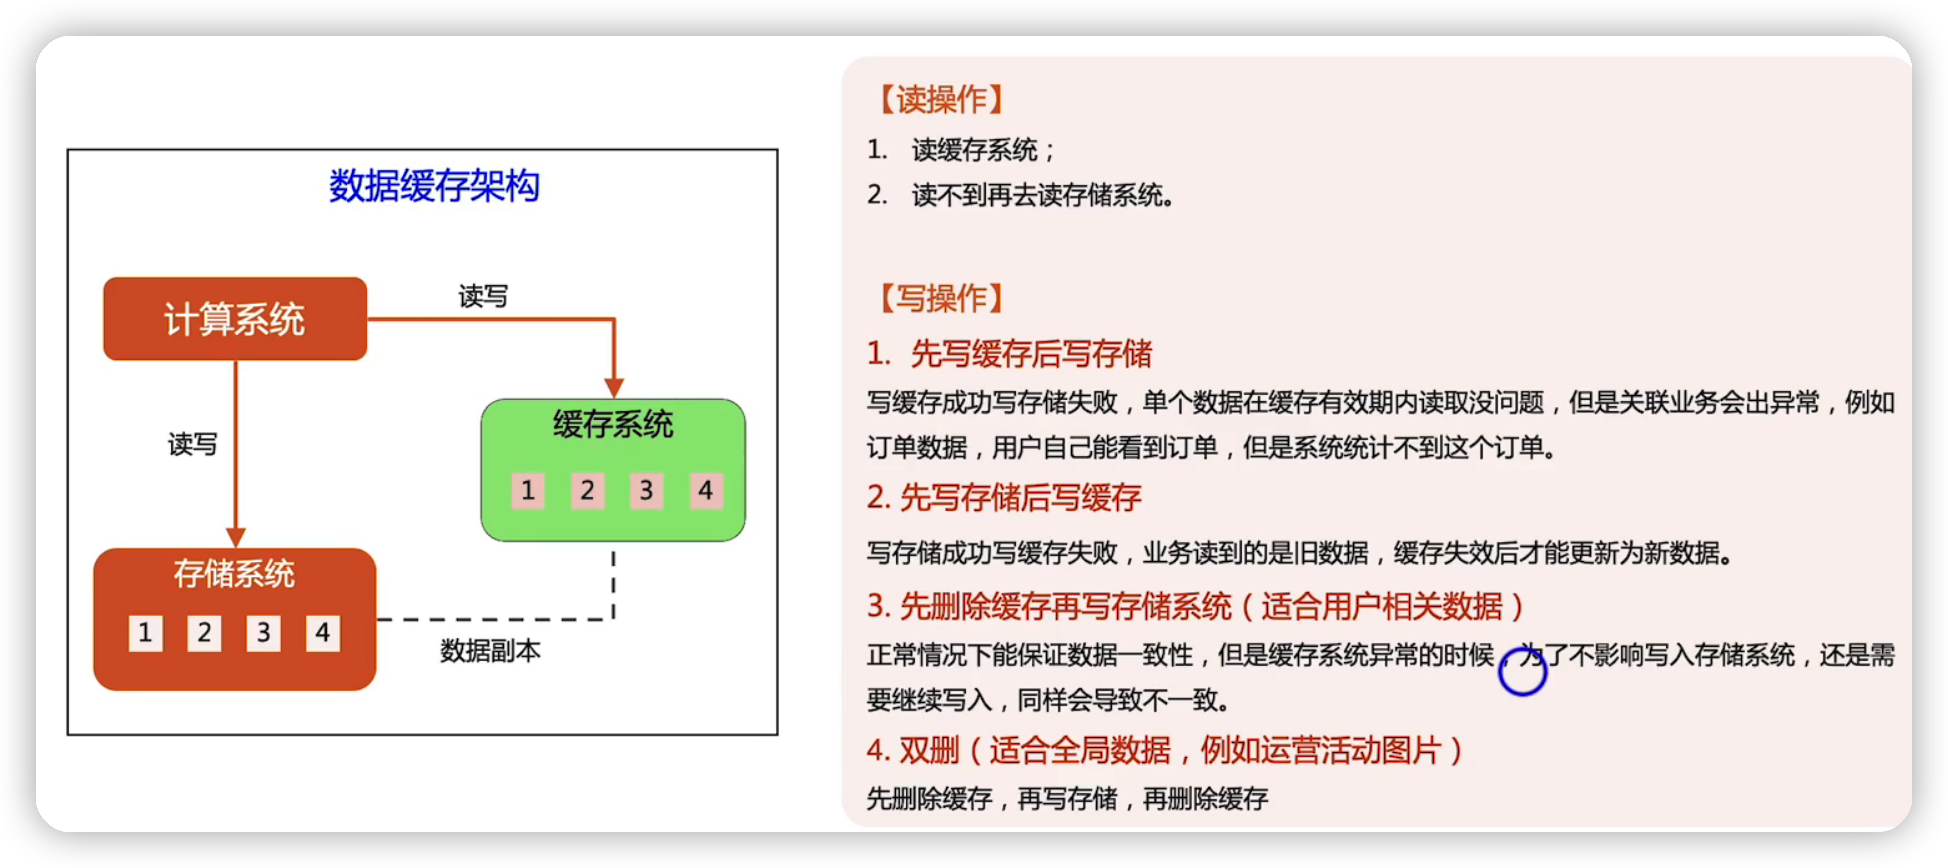 数据缓存架构
计算系统
读写
读写
缓存系统
1 2 3 4
存储系统
1 2 3 4
数据副本
【读操作】
1. 读缓存系统；
2. 读不到再去读存储系统。
【写操作】
1. 先写缓存后写存储
写缓存成功写存储失败，单个数据在缓存有效期内读取没问题，但是关联业务会出异常，例如
订单数据，用户自己能看到订单，但是系统统计不到这个订单。
2. 先写存储后写缓存
写存储成功写缓存失败，业务读到的是旧数据，缓存失效后才能更新为新数据。
3. 先删除缓存再写存储系统（适合用户相关数据）
正常情况下能保证数据一致性，但是缓存系统异常的时候，为了不影响写入存储系统，还是需
要继续写入，同样会导致不一致。
4. 双删（适合全局数据，例如运营活动图片）
先删除缓存，再写存储，再删除缓存